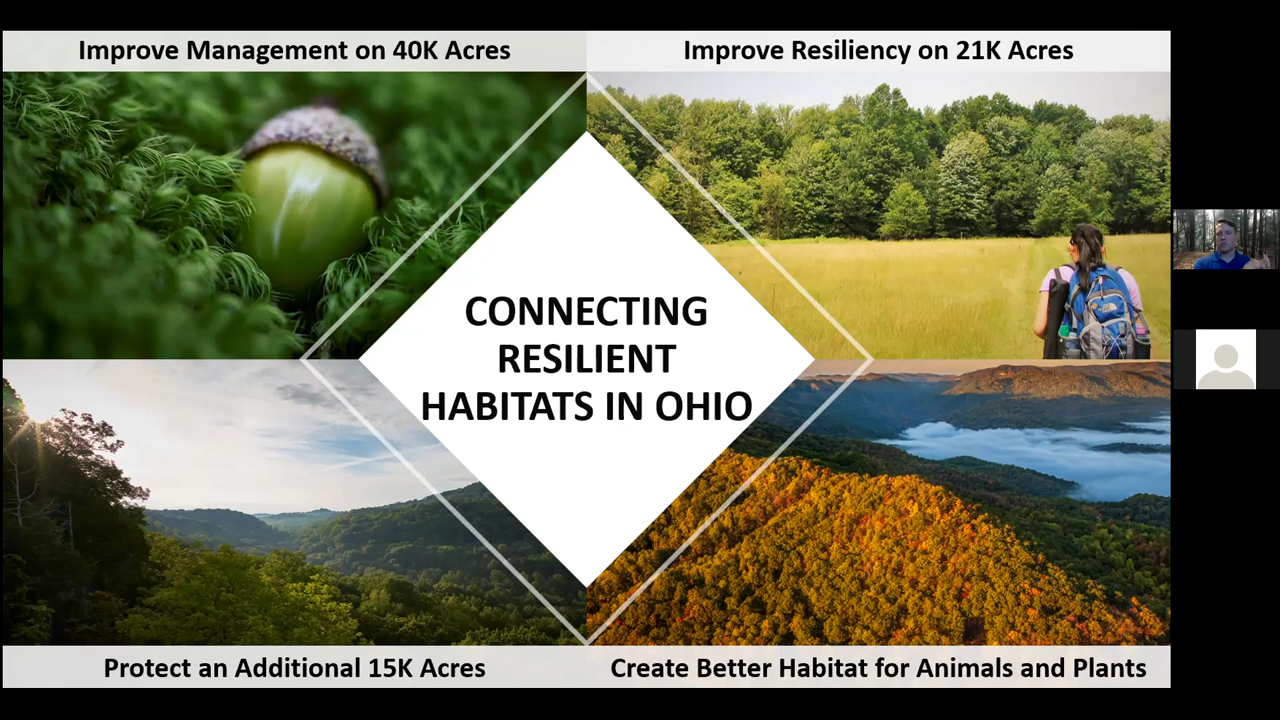 Improve Management on 40K Acres
Improve Resiliency on 21K Acres
CONNECTING
RESILIENT
HABITATS IN OHIO
Protect an Additional 15K Acres
Create Better Habitat for Animals and Plants